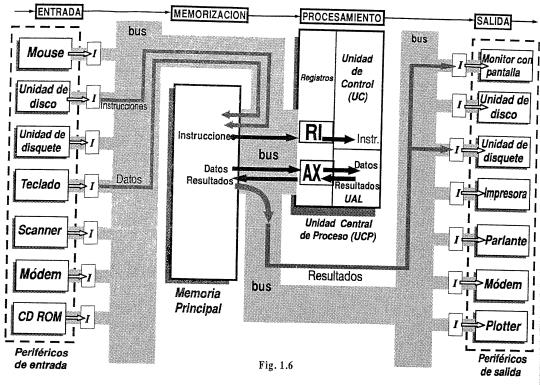 ENTRADA
MEMORIZACION
PROCESAMIENTO
SALIDA
Mouse
I
Unidad de
disco
I
Instrucciones
Unidad de
disquete
I
Teclado
I
Datos
Scanner
I
Módem
I
CD ROM
I
Periféricos
de entrada
bus
Instrucciones
Datos
Resultados
Memoria
Principal
bus
bus
Registros
Unidad
de
Control
(UC)
RI
Instr.
AX
Datos
Resultados
UAL
Unidad Central
de Proceso (UCP)
Resultados
bus
I
Monitor con
pantalla
I
Unidad de
disco
I
Unidad de
disquete
I
Impresora
I
Parlante
I
Módem
I
Plotter
Periféricos
de salida
Fig. 1.6